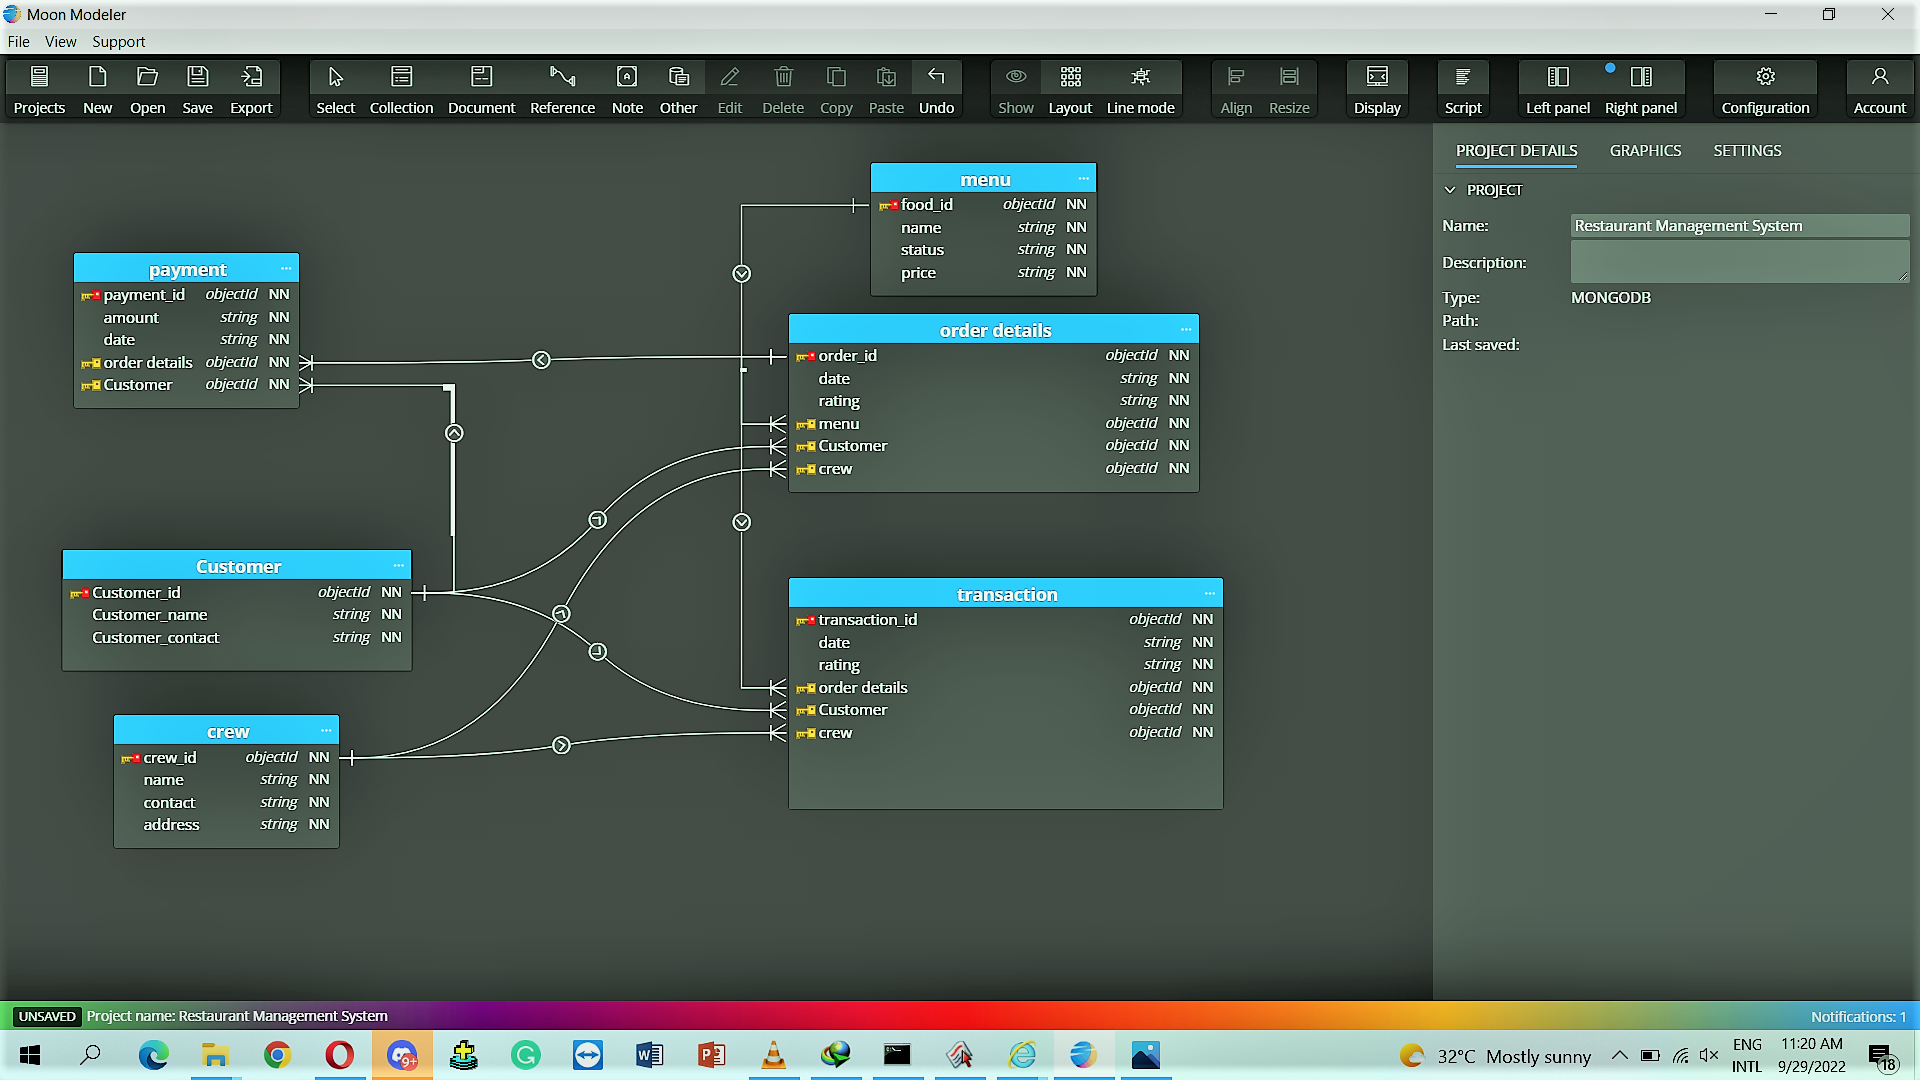 Moon Modeler
File View Support
Projects New Open Save Export Select Collection Document Reference Note Other Edit Delete Copy Paste Undo Show Layout Line mode Align Resize Display Script Left panel Right panel Configuration Account
PROJECT DETAILS GRAPHICS SETTINGS
PROJECT
Name: Restaurant Management System
Description:
Type: MONGODB
Path:
Last saved:
menu
food_id objectId NN
name string NN
status string NN
price string NN
payment
payment_id objectId NN
amount string NN
date string NN
order details objectId NN
Customer objectId NN
order details
order_id objectId NN
date string NN
rating string NN
menu objectId NN
Customer objectId NN
crew objectId NN
Customer
Customer_id objectId NN
Customer_name string NN
Customer_contact string NN
transaction
transaction_id objectId NN
date string NN
rating string NN
order details objectId NN
Customer objectId NN
crew objectId NN
crew
crew_id objectId NN
name string NN
contact string NN
address string NN
UNSAVED Project name: Restaurant Management System
Notifications: 1
9+
32°C Mostly sunny
ENG
INTL
11:20 AM
9/29/2022
18